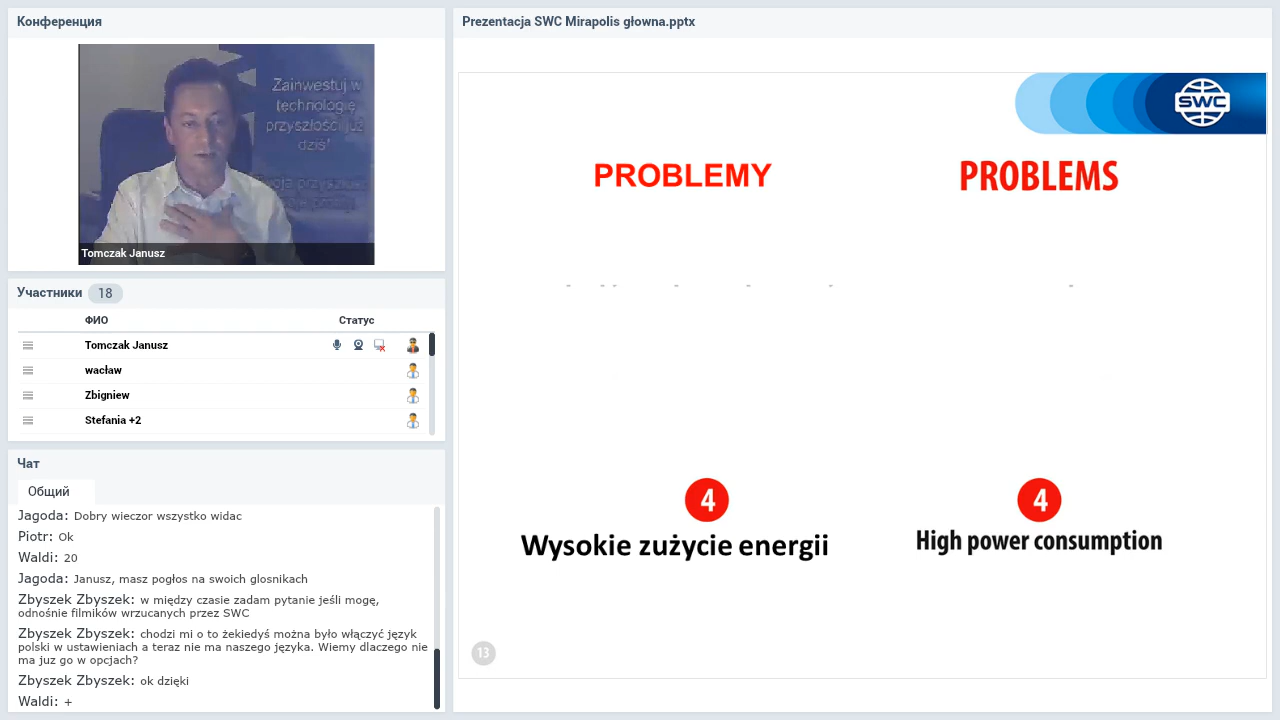 Конференция
Zainwestuj w
technologię
przyszłości już
dziś"
Tomczak Janusz
Участники 18
ФИО Статус
Tomczak Janusz
wacław
Zbigniew
Stefania +2
Чат
Общий
Jagoda: Dobry wieczor wszystko widac
Piotr: Ok
Waldi: 20
Jagoda: Janusz, masz pogłos na swoich glosnikach
Zbyszek Zbyszek: w między czasie zadam pytanie jeśli mogę,
odnośnie filmików wrzucanych przez SWC
Zbyszek Zbyszek: chodzi mi o to żekiedyś można było włączyć język
polski w ustawieniach a teraz nie ma naszego języka. Wiemy dlaczego nie
ma juz go w opcjach?
Zbyszek Zbyszek: ok dzięki
Waldi: +
Prezentacja SWC Mirapolis głowna.pptx
SWC
PROBLEMY PROBLEMS
4 4
Wysokie zużycie energii High power consumption
13